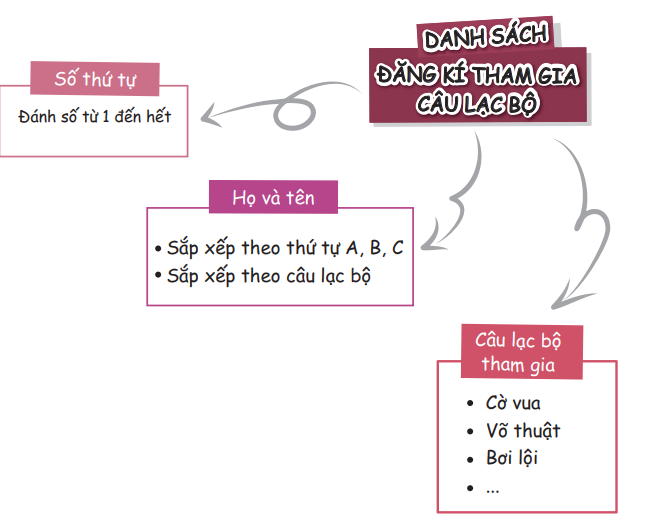 DANH SÁCH
ĐĂNG KÍ THAM GIA
CÂU LẠC BỘ
Số thứ tự
Đánh số từ 1 đến hết
Họ và tên
• Sắp xếp theo thứ tự A, B, C
• Sắp xếp theo câu lạc bộ
Câu lạc bộ
tham gia
• Cờ vua
• Võ thuật
• Bơi lội
• ...